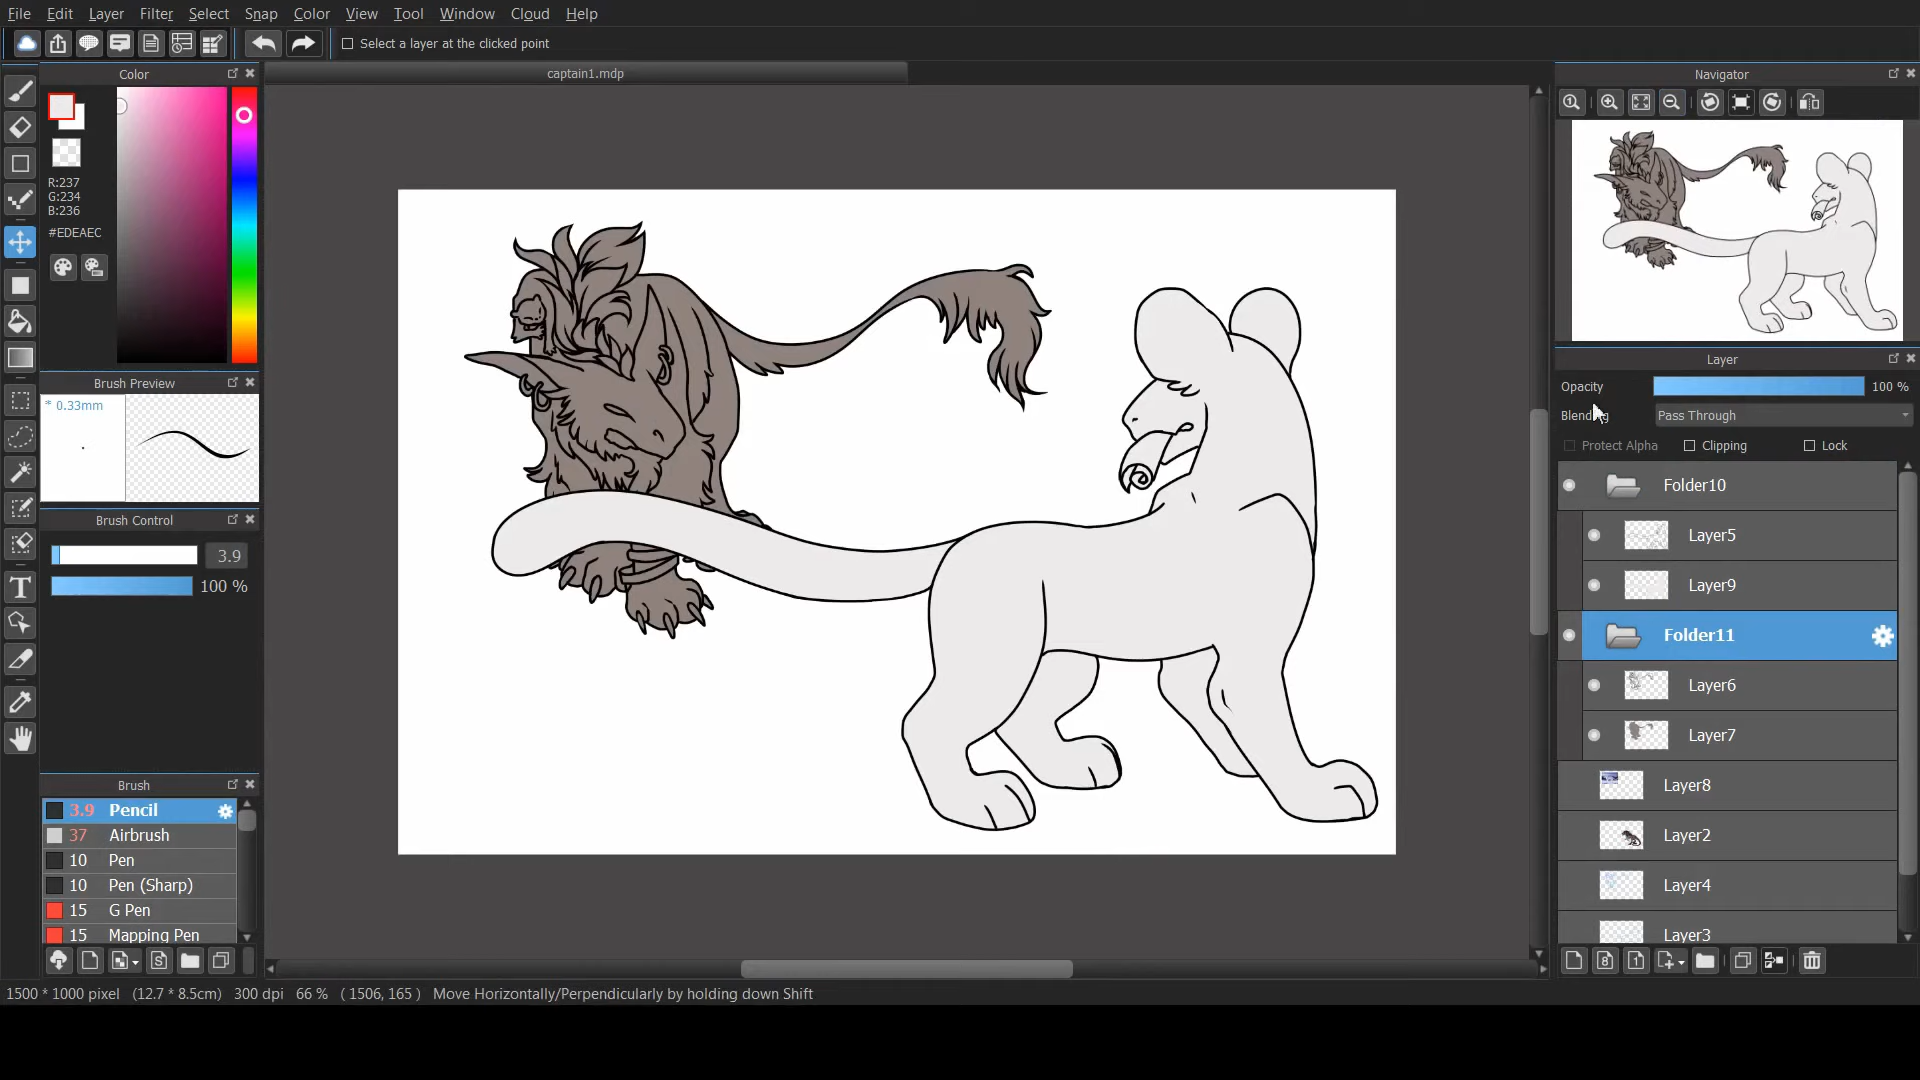 File Edit Layer Filter Select Snap Color View Tool Window Cloud Help
Select a layer at the clicked point
Color
captain1.mdp
Navigator
R:237
G:234
B:236
#EDEAEC
Brush Preview
* 0.33mm
Brush Control
3.9
100 %
Brush
3.9 Pencil
37 Airbrush
10 Pen
10 Pen (Sharp)
15 G Pen
15 Mapping Pen
Layer
Opacity 100 %
Blending Pass Through
Protect Alpha Clipping Lock
Folder10
Layer5
Layer9
Folder11
Layer6
Layer7
Layer8
Layer2
Layer4
Layer3
1500 * 1000 pixel (12.7 * 8.5cm) 300 dpi 66 % ( 1506, 165 ) Move Horizontally/Perpendicularly by holding down Shift